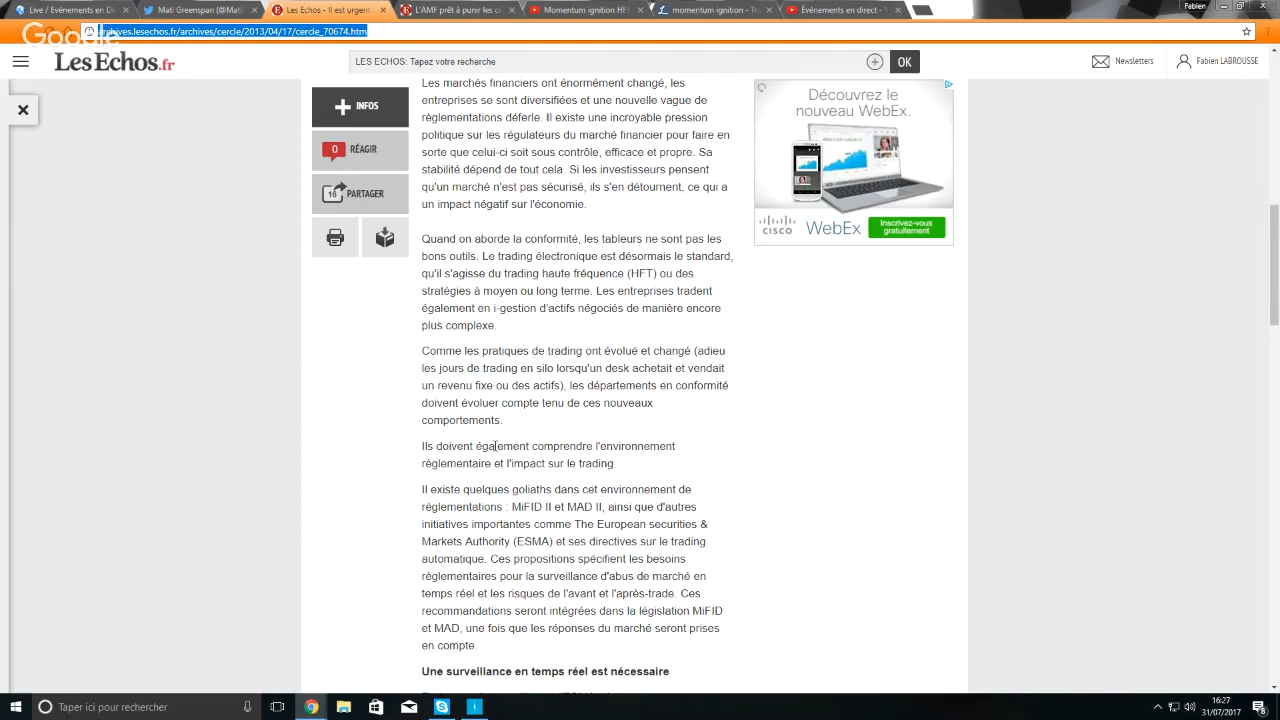 Live / Événements en Di
Mati Greenspan (@Mati
Les Echos - Il est urgent
L'AMF prêt à punir les co
Momentum ignition HFT
momentum ignition - Tu
Événements en direct -
Fabien
Google
archives.lesechos.fr/archives/cercle/2013/04/17/cercle_70674.htm
LesEchos.fr
LES ECHOS: Tapez votre recherche
OK
Newsletters
Fabien LABROUSSE
INFOS
0 RÉAGIR
16 PARTAGER
Les marchés financiers ont énormément changé, les
entreprises se sont diversifiées et une nouvelle vague de
règlementations déferle. Il existe une incroyable pression
politique sur les régulateurs du marché financier pour faire en
sorte que celui-ci soit sous contrôle, efficace et propre. Sa
stabilité dépend de tout cela. Si les investisseurs pensent
qu'un marché n'est pas sécurisé, ils s'en détournent, ce qui a
un impact négatif sur l'économie.
Quand on aborde la conformité, les tableurs ne sont pas les
bons outils. Le trading électronique est désormais le standard,
qu'il s'agisse du trading haute fréquence (HFT) ou des
stratégies à moyen ou long terme. Les entreprises tradent
également en i-gestion d'actifs négociés de manière encore
plus complexe.
Comme les pratiques de trading ont évolué et changé (adieu
les jours de trading en silo lorsqu'un desk achetait et vendait
un revenu fixe ou des actifs), les départements en conformité
doivent évoluer compte tenu de ces nouveaux
comportements.
Ils doivent également comprendre l'environnement
règlementaire et l'impact sur le trading.
Il existe quelques goliaths dans cet environnement de
règlementations : MiFID II et MAD II, ainsi que d'autres
initiatives importantes comme The European securities &
Markets Authority (ESMA) et ses directives sur le trading
automatique. Ces propositions spécifient les besoins
règlementaires pour la surveillance d'abus de marché en
temps réel et les risques de l'avant et l'après-trade. Ces
recommandations seront intégrées dans la législation MiFID
et MAD, une fois que les réponses du marché seront prises
en compte.
Une surveillance en temps réel est nécessaire
Découvrez le
nouveau WebEx.
CISCO WebEx
Inscrivez-vous
gratuitement
Taper ici pour rechercher
16:27
31/07/2017